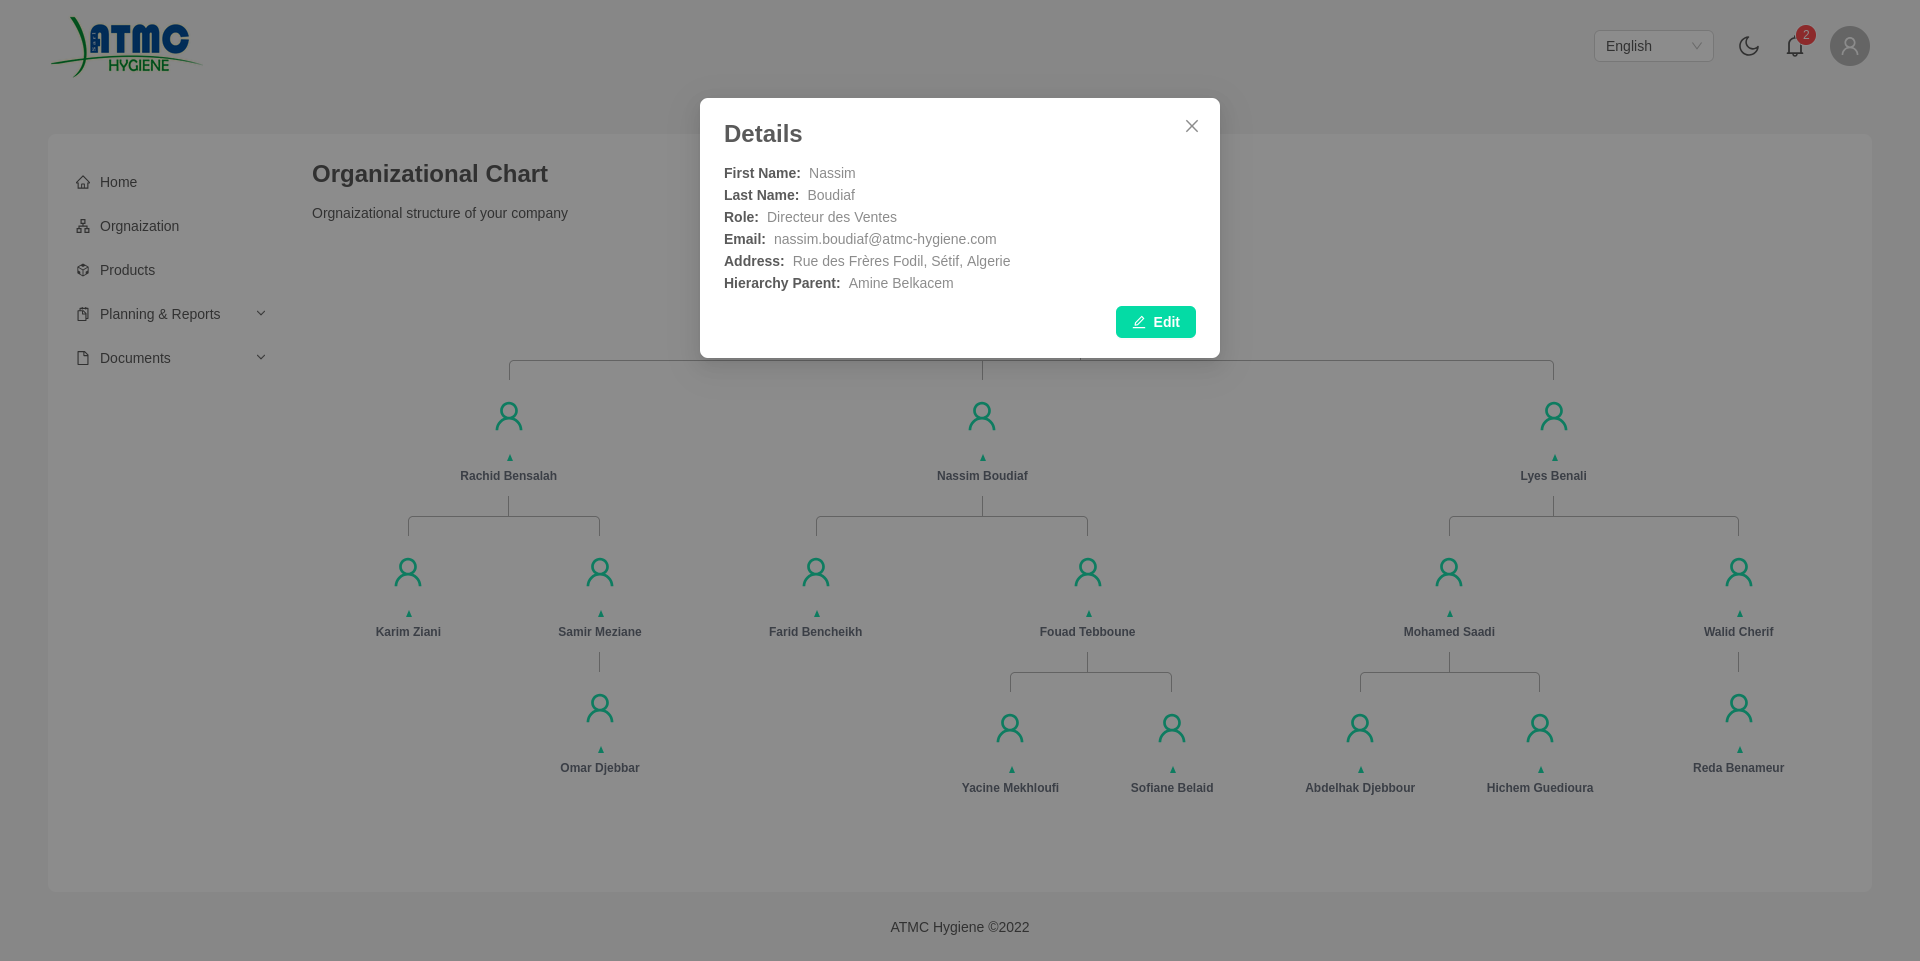 ATMC
HYGIENE
English
2
Details
First Name: Nassim
Last Name: Boudiaf
Role: Directeur des Ventes
Email: nassim.boudiaf@atmc-hygiene.com
Address: Rue des Frères Fodil, Sétif, Algerie
Hierarchy Parent: Amine Belkacem
Edit
Home
Orgnaization
Products
Planning & Reports
Documents
Organizational Chart
Orgnaizational structure of your company
Rachid Bensalah
Nassim Boudiaf
Lyes Benali
Karim Ziani
Samir Meziane
Farid Bencheikh
Fouad Tebboune
Mohamed Saadi
Walid Cherif
Omar Djebbar
Yacine Mekhloufi
Sofiane Belaid
Abdelhak Djebbour
Hichem Guedioura
Reda Benameur
ATMC Hygiene ©2022